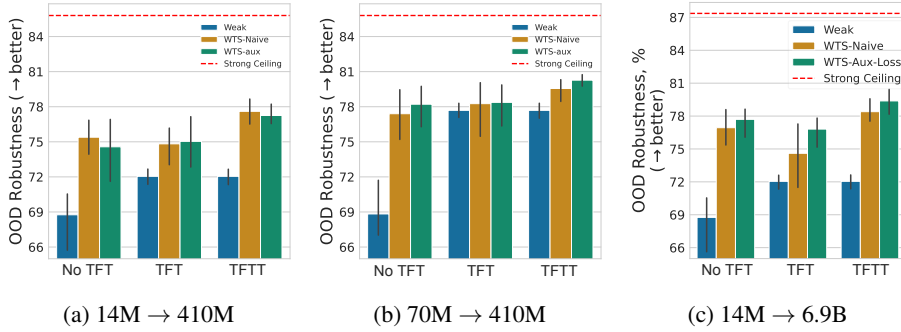 OOD Robustness (→better)
84
81
78
75
72
69
66
Weak
WTS-Naive
WTS-aux
Strong Ceiling
No TFT TFT TFTT
(a) 14M → 410M
OOD Robustness (→better)
84
81
78
75
72
69
66
Weak
WTS-Naive
WTS-aux
Strong Ceiling
No TFT TFT TFTT
(b) 70M → 410M
OOD Robustness, %
(→better)
87
84
81
78
75
72
69
66
Weak
WTS-Naive
WTS-Aux-Loss
Strong Ceiling
No TFT TFT TFTT
(c) 14M → 6.9B